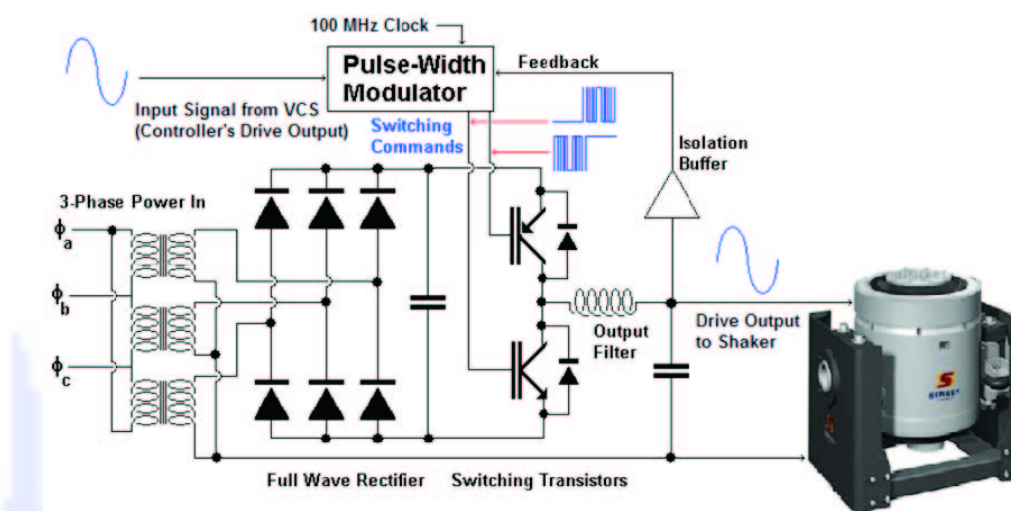 100 MHz Clock
Pulse-Width
Modulator
Feedback
Input Signal from VCS
(Controller's Drive Output)
Switching
Commands
Isolation
Buffer
3-Phase Power In
ϕa
ϕb
ϕc
Output
Filter
Drive Output
to Shaker
S
Full Wave Rectifier
Switching Transistors